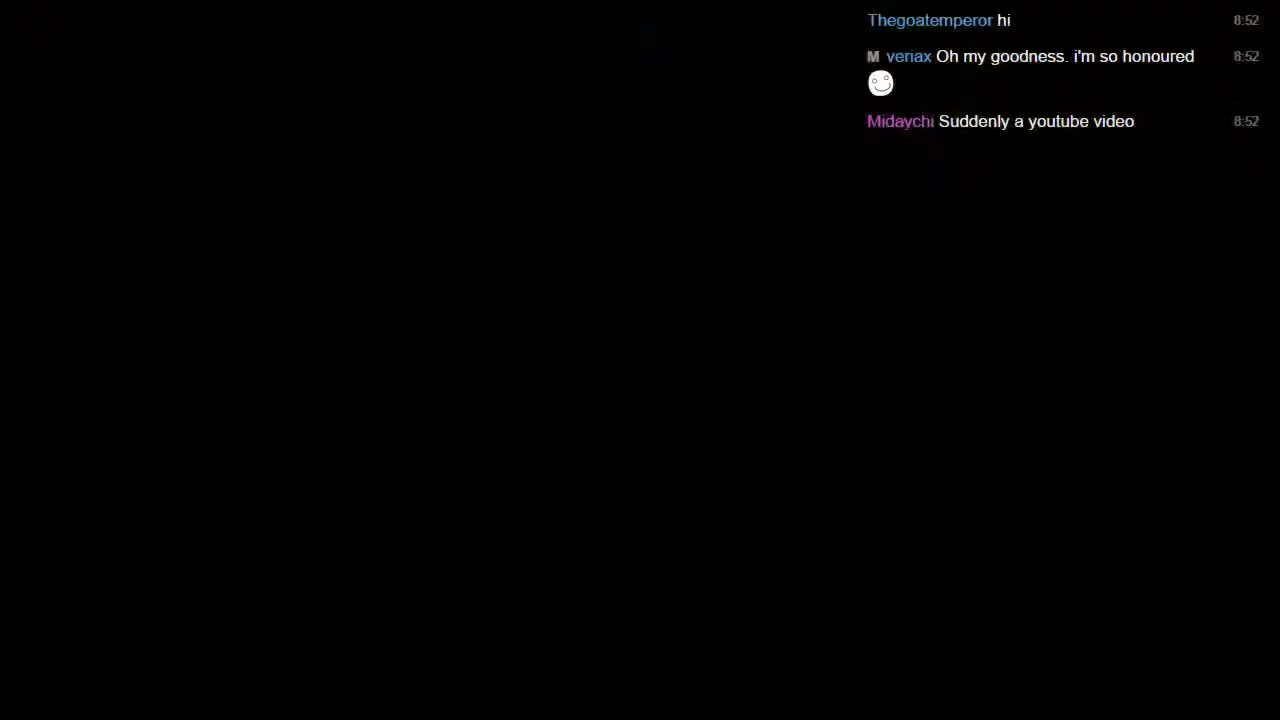 Thegoatemperor hi 8:52
M veriax Oh my goodness. i'm so honoured 8:52
Midaychi Suddenly a youtube video 8:52